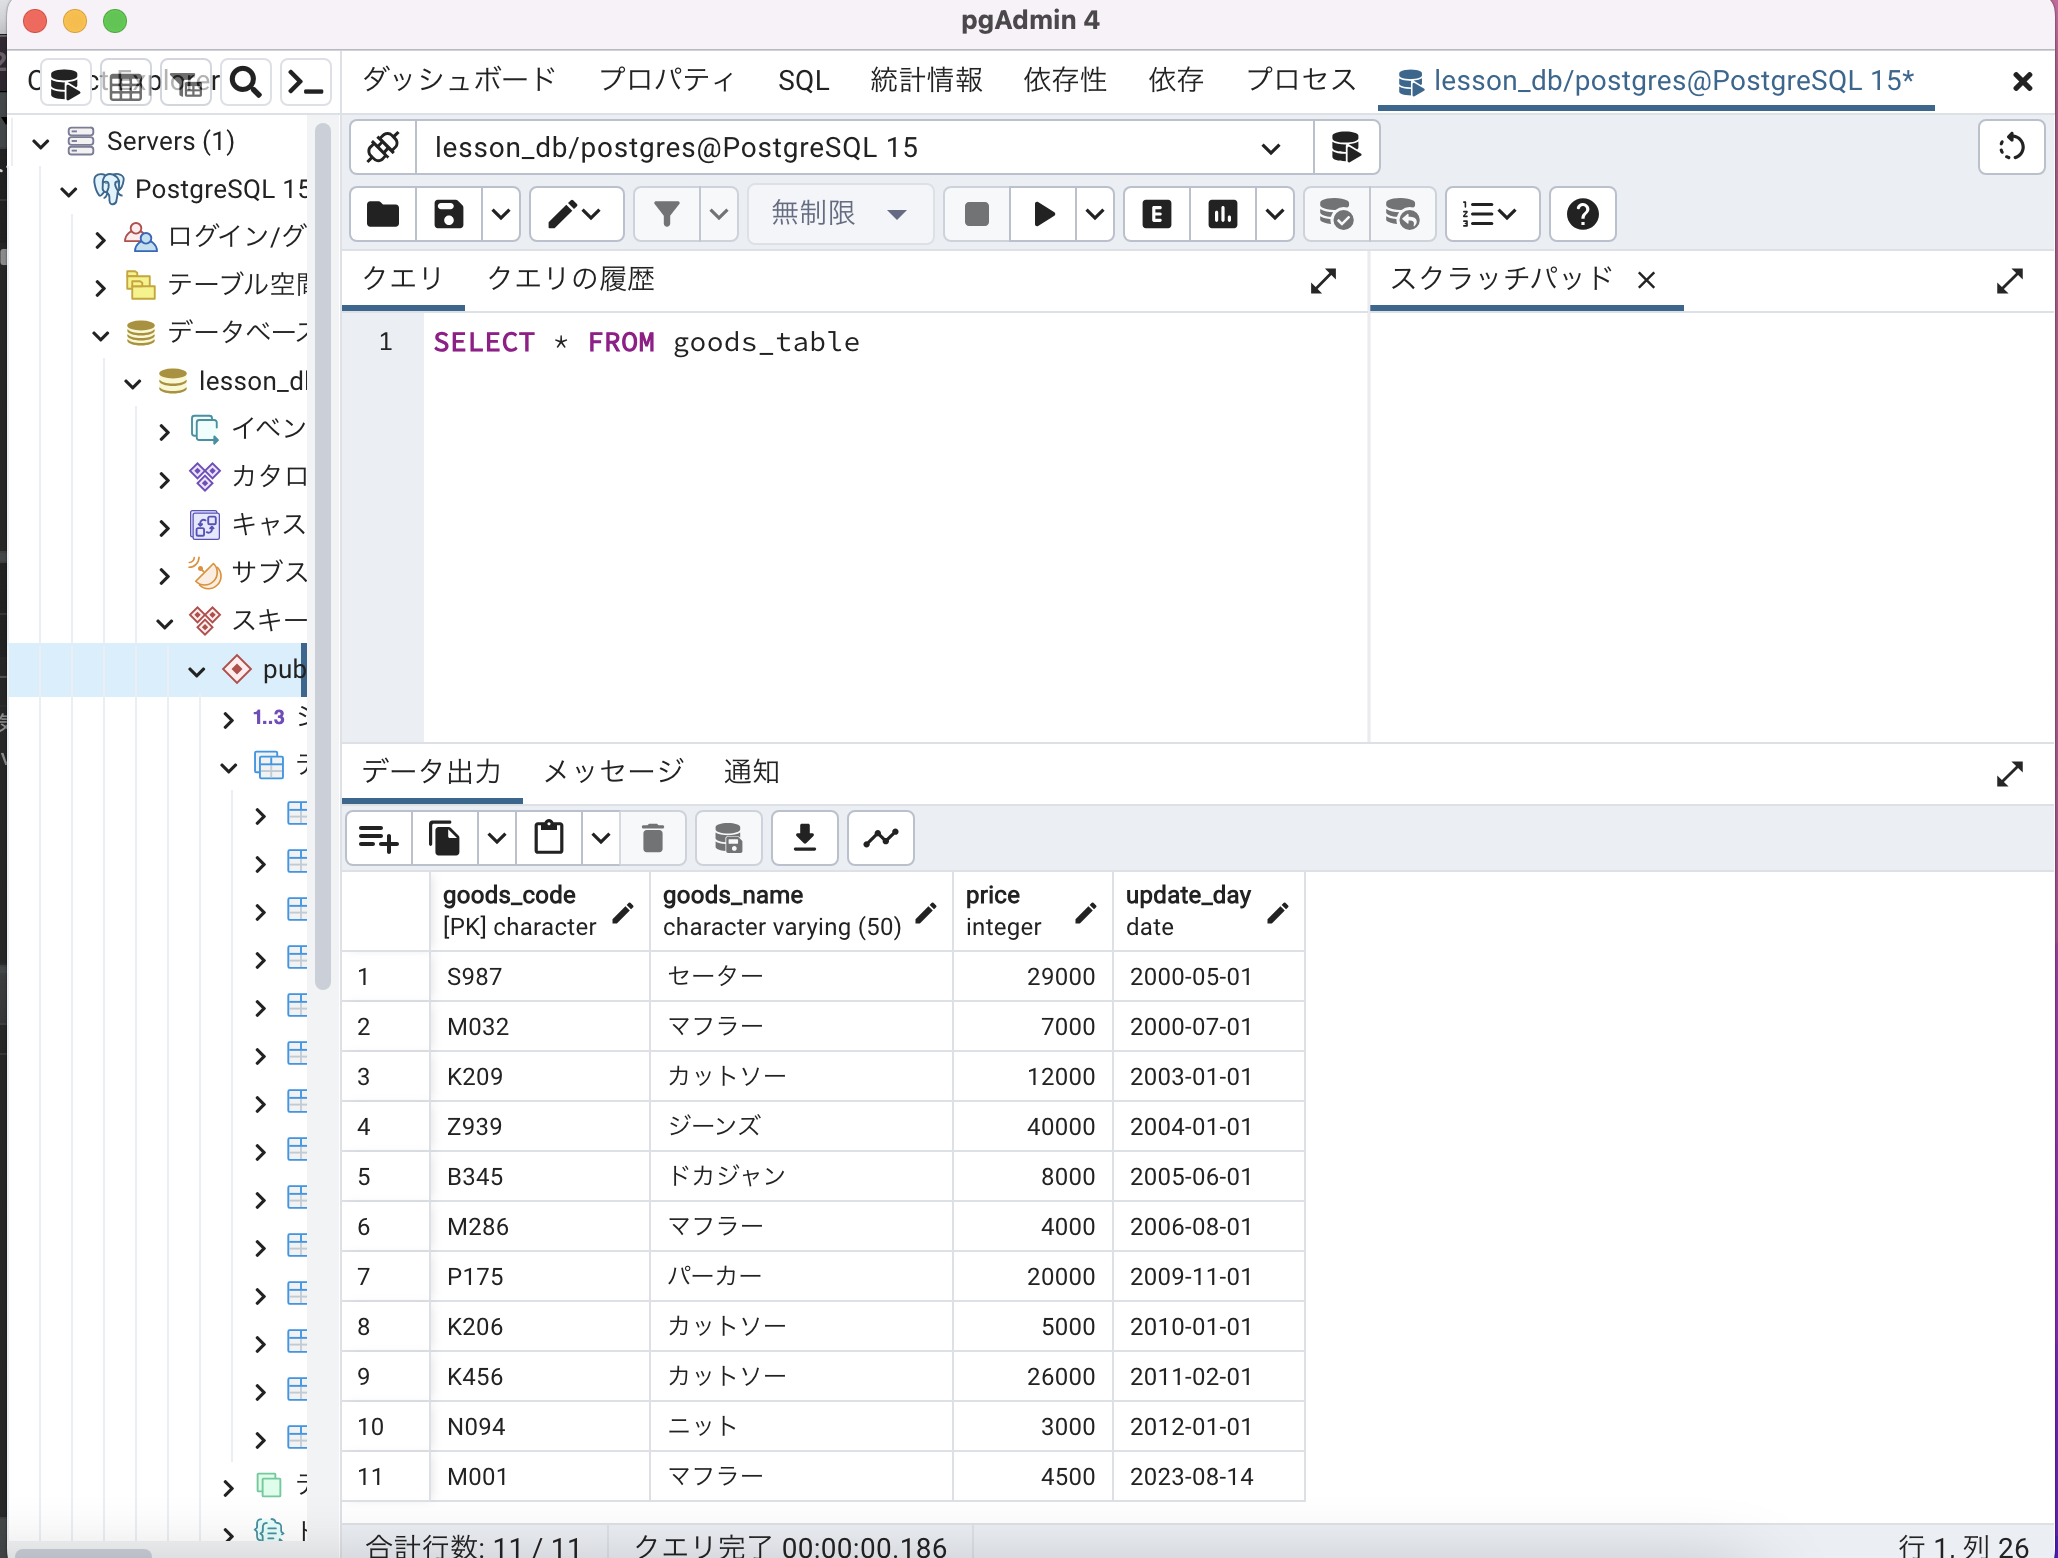 pgAdmin 4
ダッシュボード プロパティ SQL 統計情報 依存性 依存 プロセス lesson_db/postgres@PostgreSQL 15*
Servers (1)
PostgreSQL 15
ログイン/グ
テーブル空間
データベース
lesson_d
イベン
カタロ
キャス
サブス
スキー
pub
1..3
lesson_db/postgres@PostgreSQL 15
無制限
クエリ クエリの履歴
スクラッチパッド
1 SELECT * FROM goods_table
データ出力 メッセージ 通知
goods_code goods_name price update_day
[PK] character character varying (50) integer date
1 S987 セーター 29000 2000-05-01
2 M032 マフラー 7000 2000-07-01
3 K209 カットソー 12000 2003-01-01
4 Z939 ジーンズ 40000 2004-01-01
5 B345 ドカジャン 8000 2005-06-01
6 M286 マフラー 4000 2006-08-01
7 P175 パーカー 20000 2009-11-01
8 K206 カットソー 5000 2010-01-01
9 K456 カットソー 26000 2011-02-01
10 N094 ニット 3000 2012-01-01
11 M001 マフラー 4500 2023-08-14
合計行数: 11 / 11 クエリ完了 00:00:00.186 行 1, 列 26